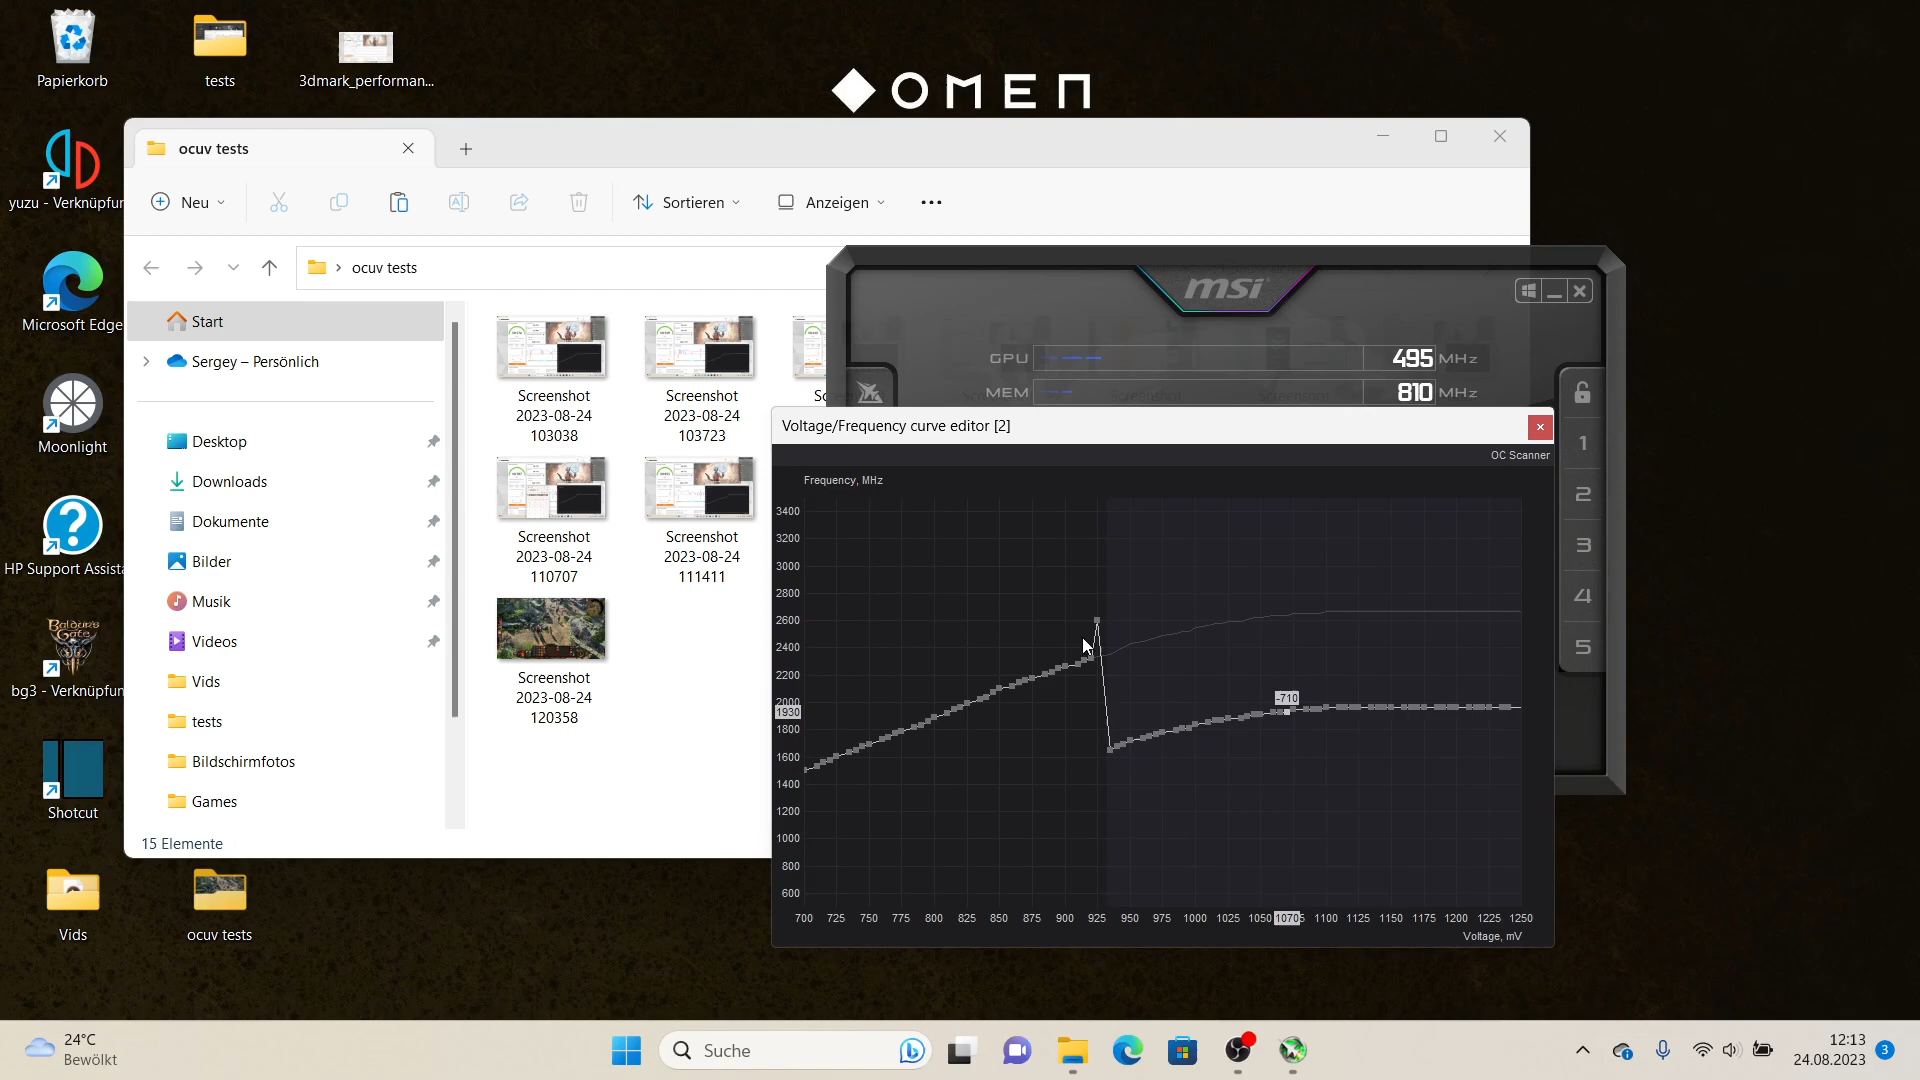 Papierkorb
tests
3dmark_performan...
OMEN
yuzu - Verknüpfun
Microsoft Edge
Moonlight
HP Support Assista
BALDUR'S GATE
bg3 - Verknüpfun
Shotcut
Vids
ocuv tests
ocuv tests
Neu
Sortieren
Anzeigen
ocuv tests
Start
Sergey – Persönlich
Desktop
Downloads
Dokumente
Bilder
Musik
Videos
Vids
tests
Bildschirmfotos
Games
15 Elemente
Screenshot
2023-08-24
103038
Screenshot
2023-08-24
103723
Screenshot
2023-08-24
110707
Screenshot
2023-08-24
111411
Screenshot
2023-08-24
120358
msi
GPU 495 MHz
MEM 810 MHz
1
2
3
4
5
Voltage/Frequency curve editor [2]
OC Scanner
Frequency, MHz
3400
3200
3000
2800
2600
2400
2200
2000
1930
1800
1600
1400
1200
1000
800
600
-710
700 725 750 775 800 825 850 875 900 925 950 975 1000 1025 1050 1070 1100 1125 1150 1175 1200 1225 1250
Voltage, mV
24°C
Bewölkt
Suche
12:13
24.08.2023
3